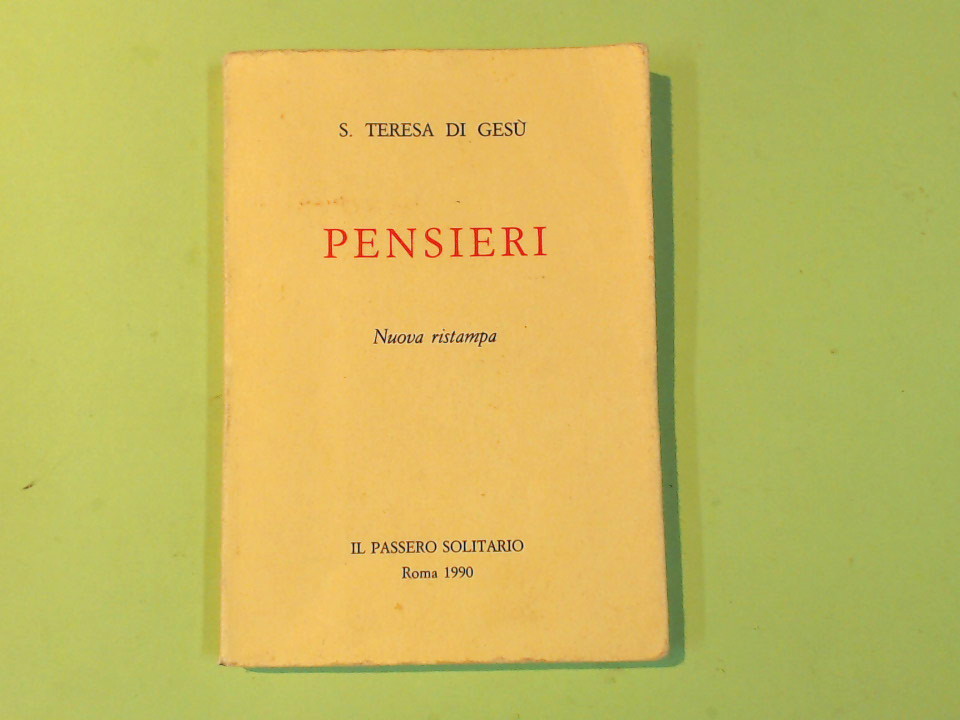 S. TERESA DI GESÙ
PENSIERI
Nuova ristampa
IL PASSERO SOLITARIO
Roma 1990